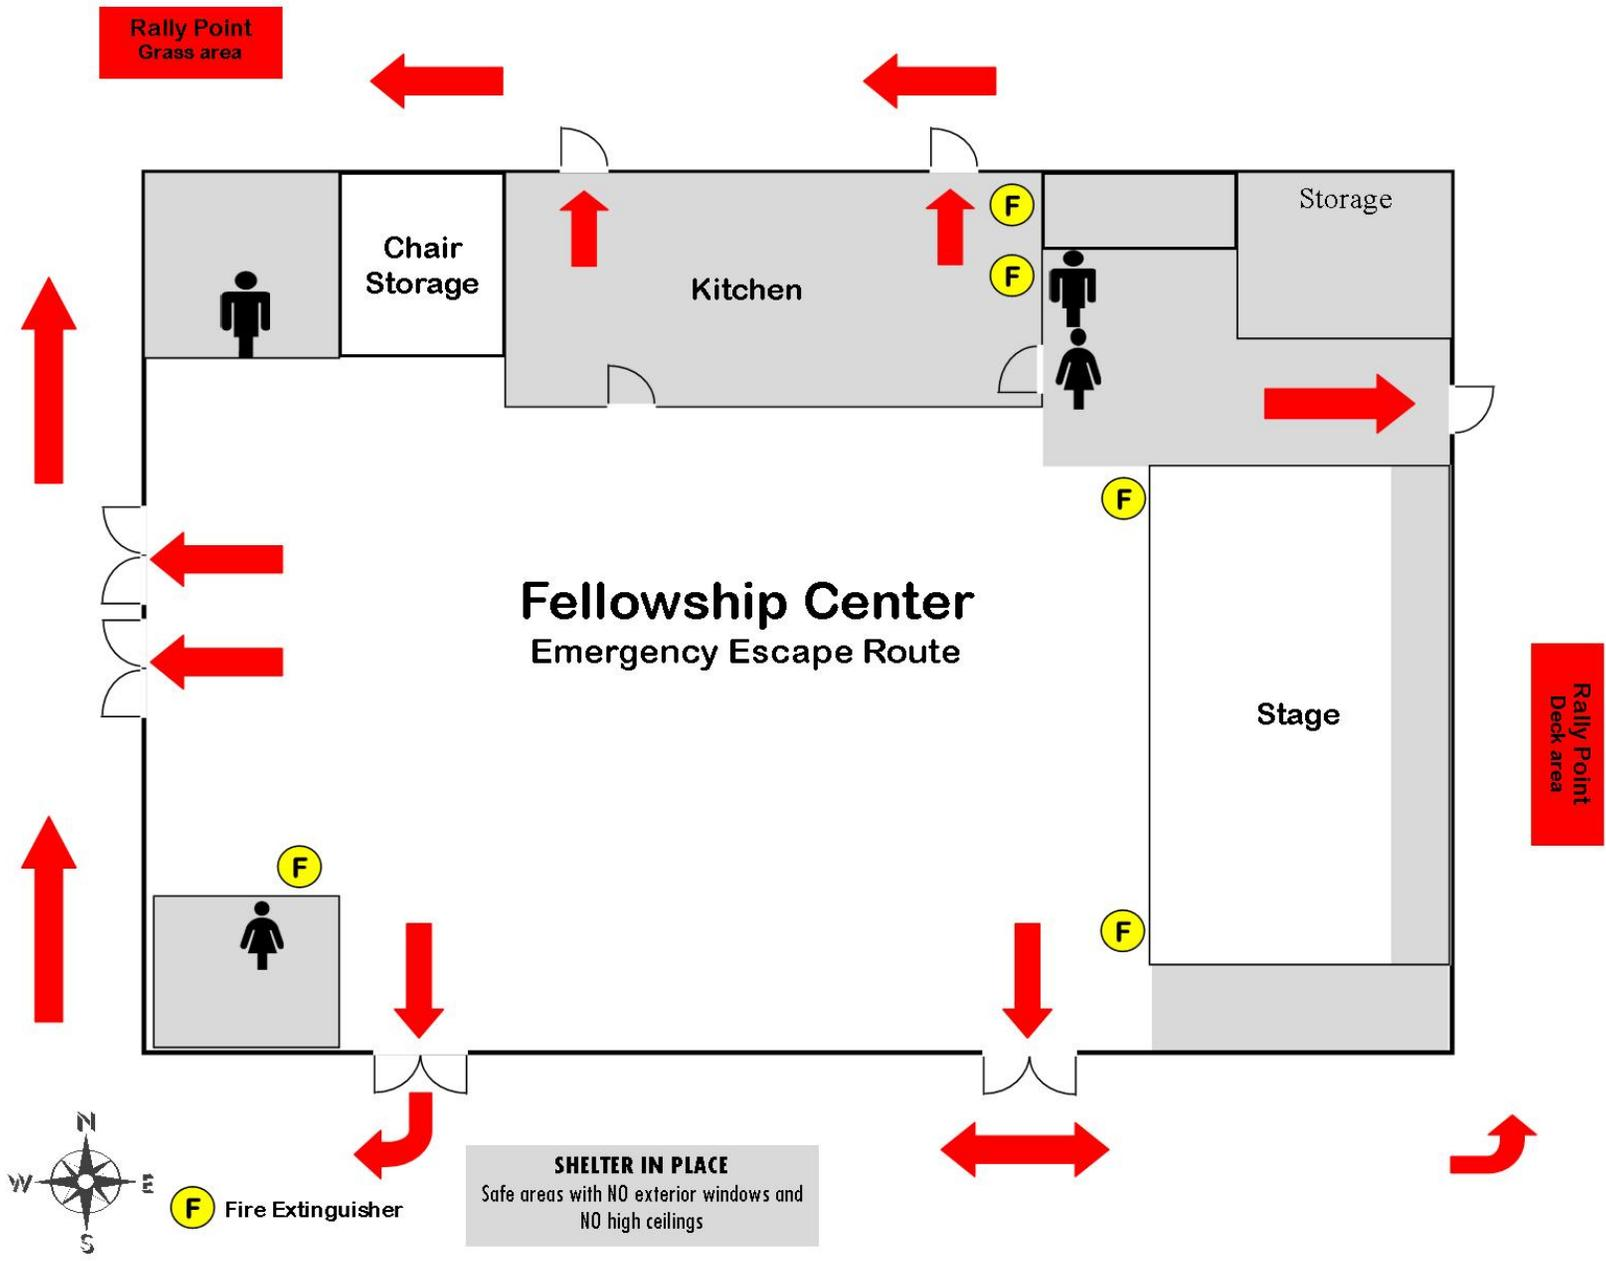 Rally Point
Grass area
Storage
Chair
Storage
F
F
Kitchen
F
Fellowship Center
Emergency Escape Route
Rally Point
Deck area
Stage
F
F
N
W
E
S
F
Fire Extinguisher
SHELTER IN PLACE
Safe areas with NO exterior windows and
NO high ceilings